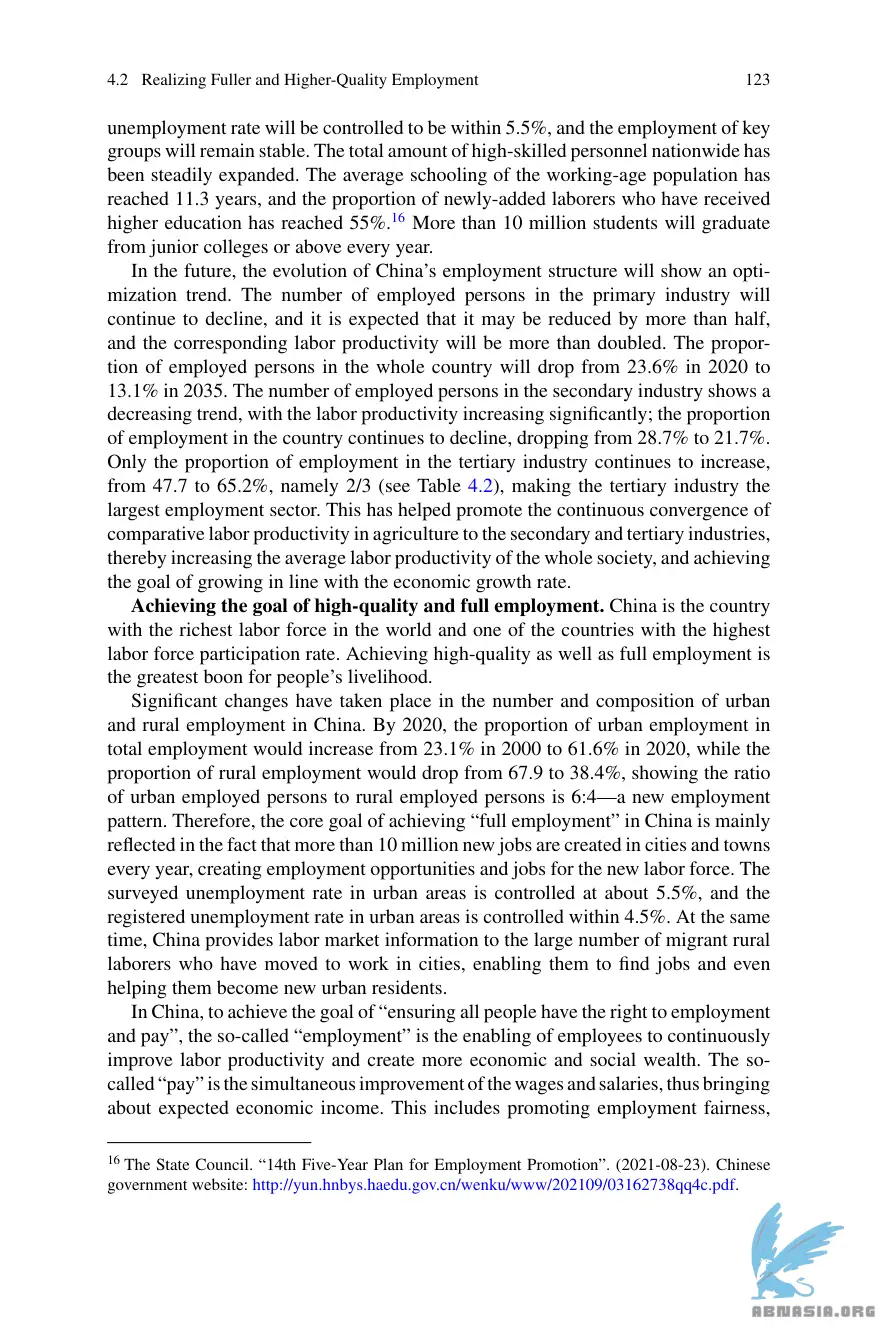 4.2 Realizing Fuller and Higher-Quality Employment 123
unemployment rate will be controlled to be within 5.5%, and the employment of key
groups will remain stable. The total amount of high-skilled personnel nationwide has
been steadily expanded. The average schooling of the working-age population has
reached 11.3 years, and the proportion of newly-added laborers who have received
higher education has reached 55%.16 More than 10 million students will graduate
from junior colleges or above every year.
In the future, the evolution of China's employment structure will show an opti-
mization trend. The number of employed persons in the primary industry will
continue to decline, and it is expected that it may be reduced by more than half,
and the corresponding labor productivity will be more than doubled. The propor-
tion of employed persons in the whole country will drop from 23.6% in 2020 to
13.1% in 2035. The number of employed persons in the secondary industry shows a
decreasing trend, with the labor productivity increasing significantly; the proportion
of employment in the country continues to decline, dropping from 28.7% to 21.7%.
Only the proportion of employment in the tertiary industry continues to increase,
from 47.7 to 65.2%, namely 2/3 (see Table 4.2), making the tertiary industry the
largest employment sector. This has helped promote the continuous convergence of
comparative labor productivity in agriculture to the secondary and tertiary industries,
thereby increasing the average labor productivity of the whole society, and achieving
the goal of growing in line with the economic growth rate.
Achieving the goal of high-quality and full employment. China is the country
with the richest labor force in the world and one of the countries with the highest
labor force participation rate. Achieving high-quality as well as full employment is
the greatest boon for people's livelihood.
Significant changes have taken place in the number and composition of urban
and rural employment in China. By 2020, the proportion of urban employment in
total employment would increase from 23.1% in 2000 to 61.6% in 2020, while the
proportion of rural employment would drop from 67.9 to 38.4%, showing the ratio
of urban employed persons to rural employed persons is 6:4—a new employment
pattern. Therefore, the core goal of achieving “full employment” in China is mainly
reflected in the fact that more than 10 million new jobs are created in cities and towns
every year, creating employment opportunities and jobs for the new labor force. The
surveyed unemployment rate in urban areas is controlled at about 5.5%, and the
registered unemployment rate in urban areas is controlled within 4.5%. At the same
time, China provides labor market information to the large number of migrant rural
laborers who have moved to work in cities, enabling them to find jobs and even
helping them become new urban residents.
In China, to achieve the goal of “ensuring all people have the right to employment
and pay”, the so-called “employment” is the enabling of employees to continuously
improve labor productivity and create more economic and social wealth. The so-
called “pay” is the simultaneous improvement of the wages and salaries, thus bringing
about expected economic income. This includes promoting employment fairness,
16 The State Council. “14th Five-Year Plan for Employment Promotion”. (2021-08-23). Chinese
government website: http://yun.hnbys.haedu.gov.cn/wenku/www/202109/03162738qq4c.pdf.
ABNASIA.ORG